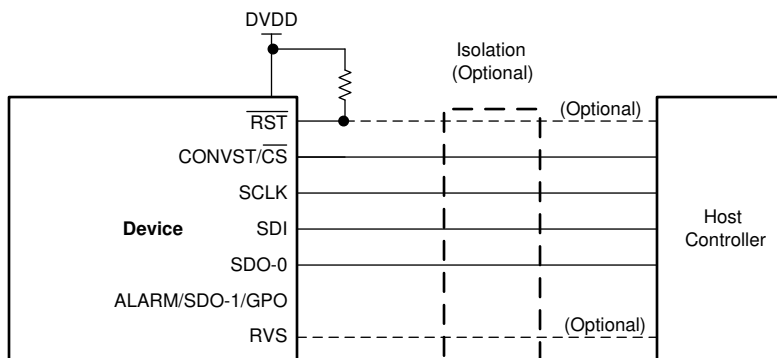 DVDD
Isolation
(Optional)
RST
(Optional)
CONVST/CS
SCLK
Device
SDI
Host
Controller
SDO-0
ALARM/SDO-1/GPO
RVS
(Optional)